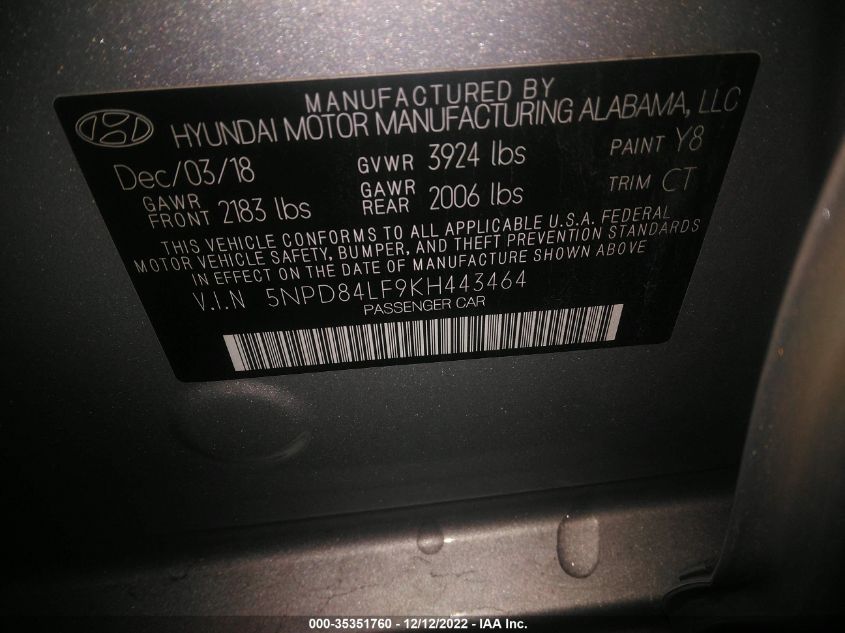 MANUFACTURED BY
HYUNDAI MOTOR MANUFACTURING ALABAMA, LLC
Dec/03/18 GVWR 3924 lbs PAINT Y8
GAWR FRONT 2183 lbs GAWR REAR 2006 lbs TRIM CT
THIS VEHICLE CONFORMS TO ALL APPLICABLE U.S.A. FEDERAL
MOTOR VEHICLE SAFETY, BUMPER, AND THEFT PREVENTION STANDARDS
IN EFFECT ON THE DATE OF MANUFACTURE SHOWN ABOVE
V.I.N 5NPD84LF9KH443464
PASSENGER CAR
000-35351760 - 12/12/2022 - IAA Inc.